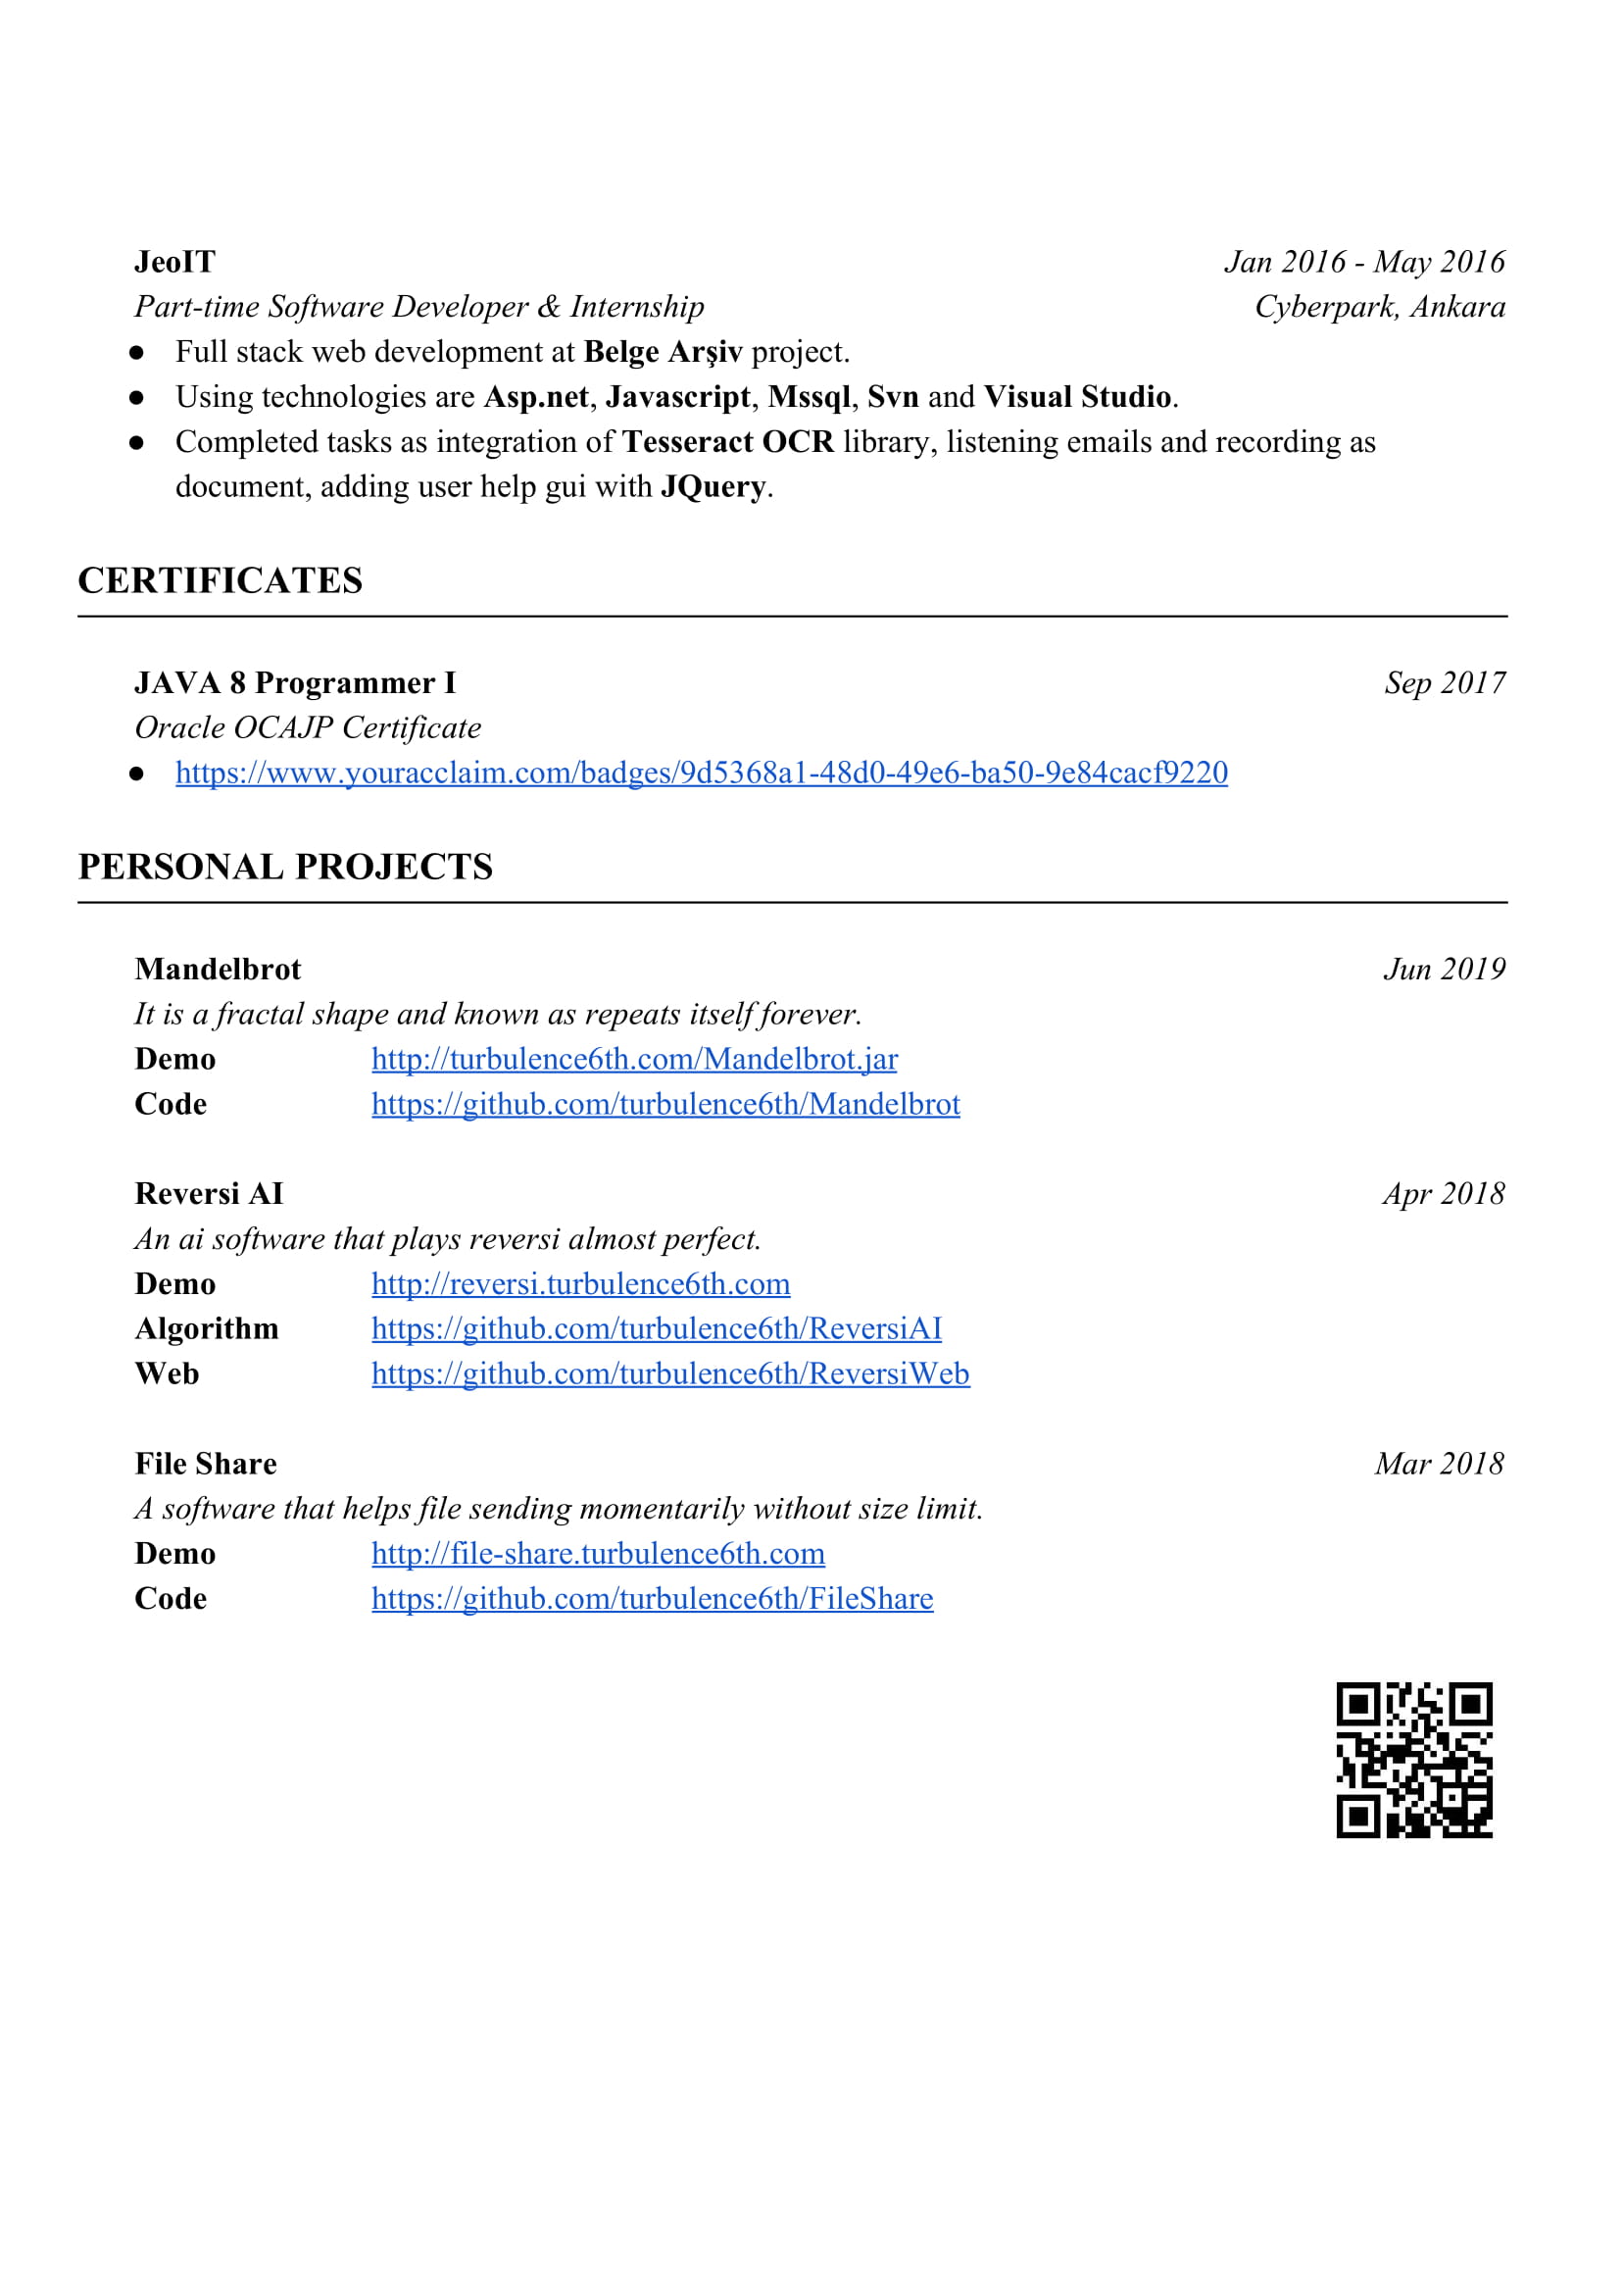 JeoIT Jan 2016 - May 2016
Part-time Software Developer & Internship Cyberpark, Ankara
● Full stack web development at Belge Arşiv project.
● Using technologies are Asp.net, Javascript, Mssql, Svn and Visual Studio.
● Completed tasks as integration of Tesseract OCR library, listening emails and recording as
document, adding user help gui with JQuery.
CERTIFICATES
JAVA 8 Programmer I Sep 2017
Oracle OCAJP Certificate
● https://www.youracclaim.com/badges/9d5368a1-48d0-49e6-ba50-9e84cacf9220
PERSONAL PROJECTS
Mandelbrot Jun 2019
It is a fractal shape and known as repeats itself forever.
Demo http://turbulence6th.com/Mandelbrot.jar
Code https://github.com/turbulence6th/Mandelbrot
Reversi AI Apr 2018
An ai software that plays reversi almost perfect.
Demo http://reversi.turbulence6th.com
Algorithm https://github.com/turbulence6th/ReversiAI
Web https://github.com/turbulence6th/ReversiWeb
File Share Mar 2018
A software that helps file sending momentarily without size limit.
Demo http://file-share.turbulence6th.com
Code https://github.com/turbulence6th/FileShare